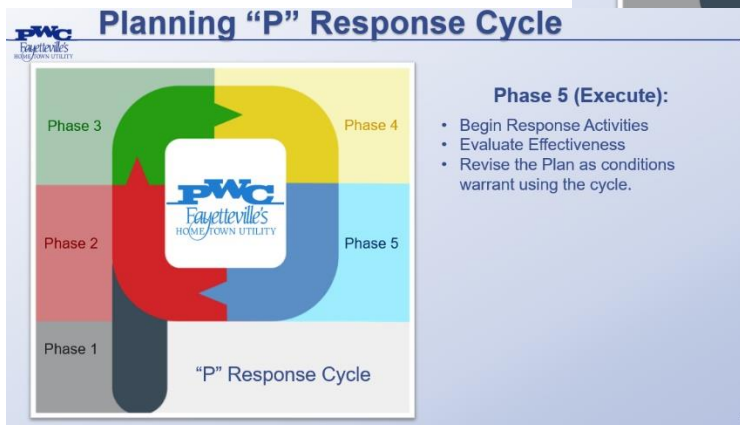 PWC
Fayetteville's
HOMETOWN UTILITY
Planning “P” Response Cycle
Phase 3
Phase 4
PWC
Fayetteville's
HOMETOWN UTILITY
Phase 2
Phase 5
Phase 1
“P” Response Cycle
Phase 5 (Execute):
• Begin Response Activities
• Evaluate Effectiveness
• Revise the Plan as conditions
warrant using the cycle.